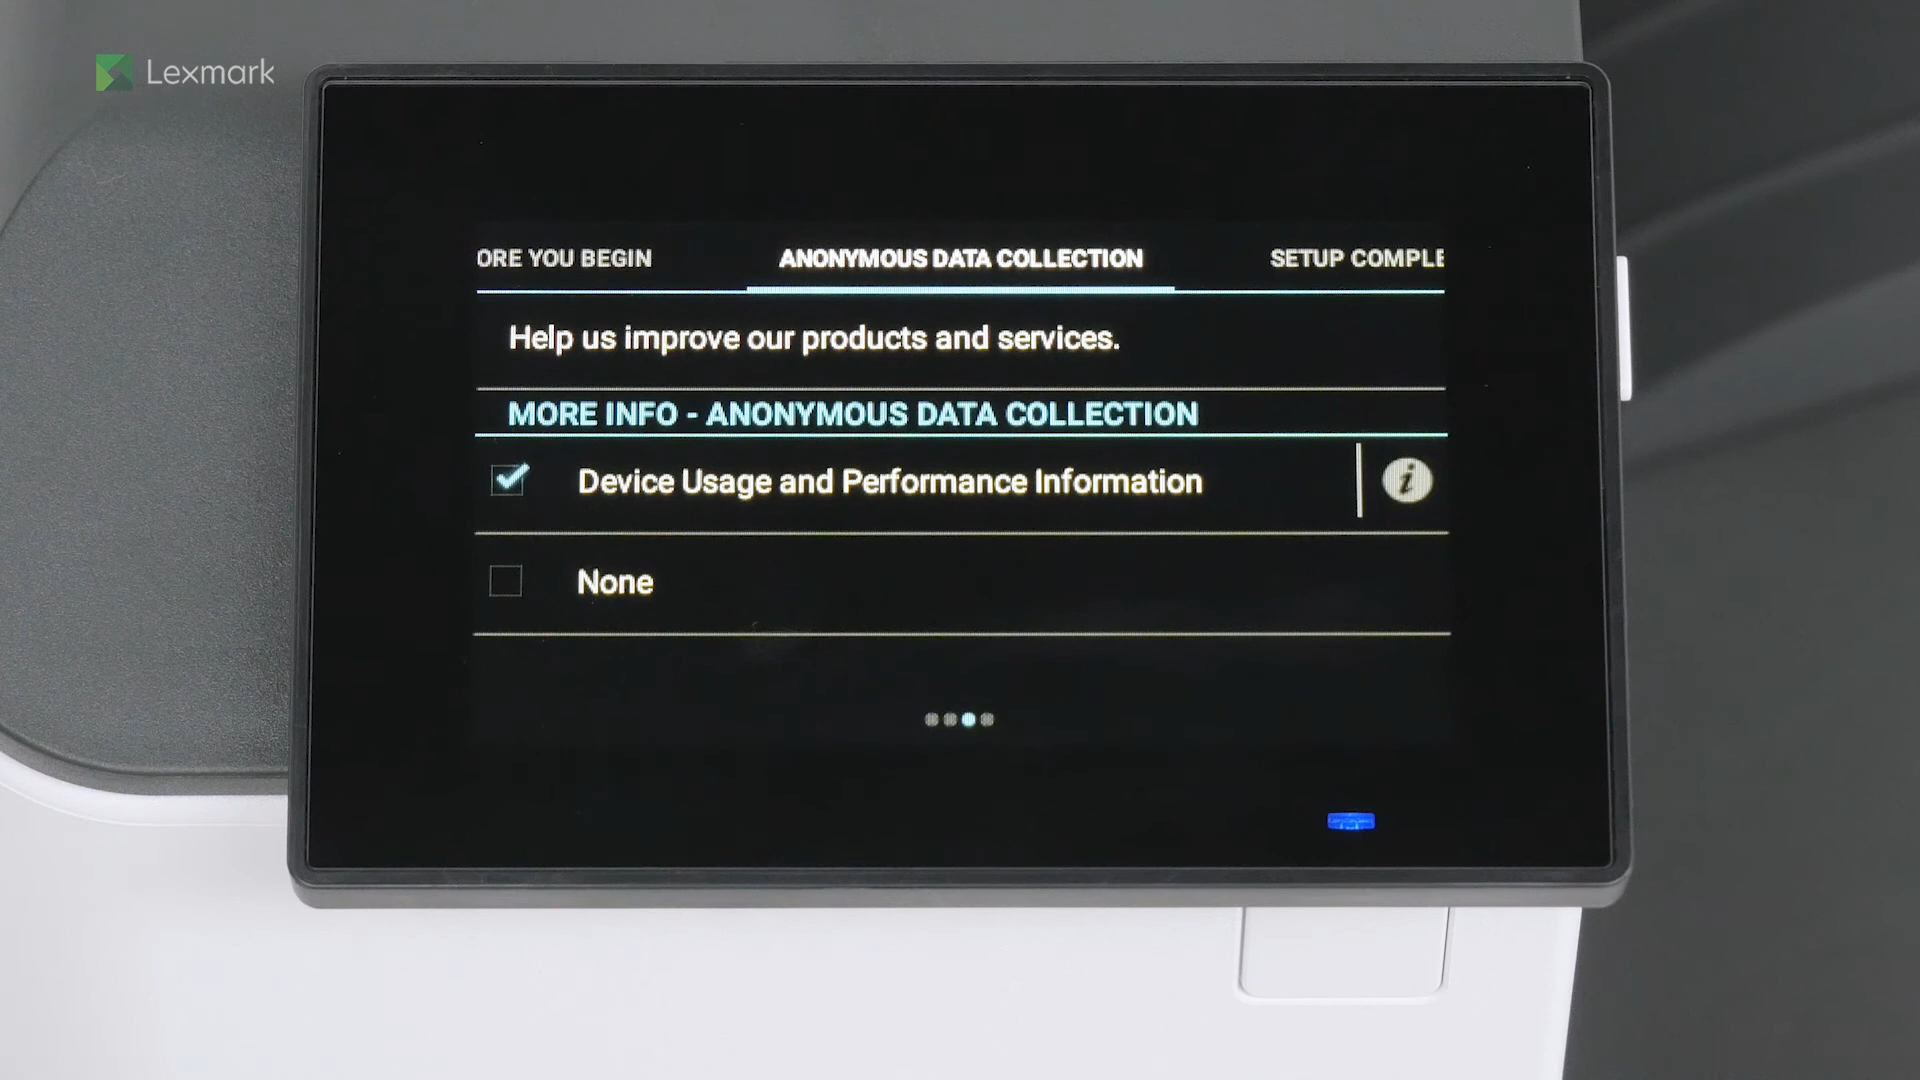 Lexmark
ORE YOU BEGIN
ANONYMOUS DATA COLLECTION
SETUP COMPLE
Help us improve our products and services.
MORE INFO - ANONYMOUS DATA COLLECTION
Device Usage and Performance Information
None